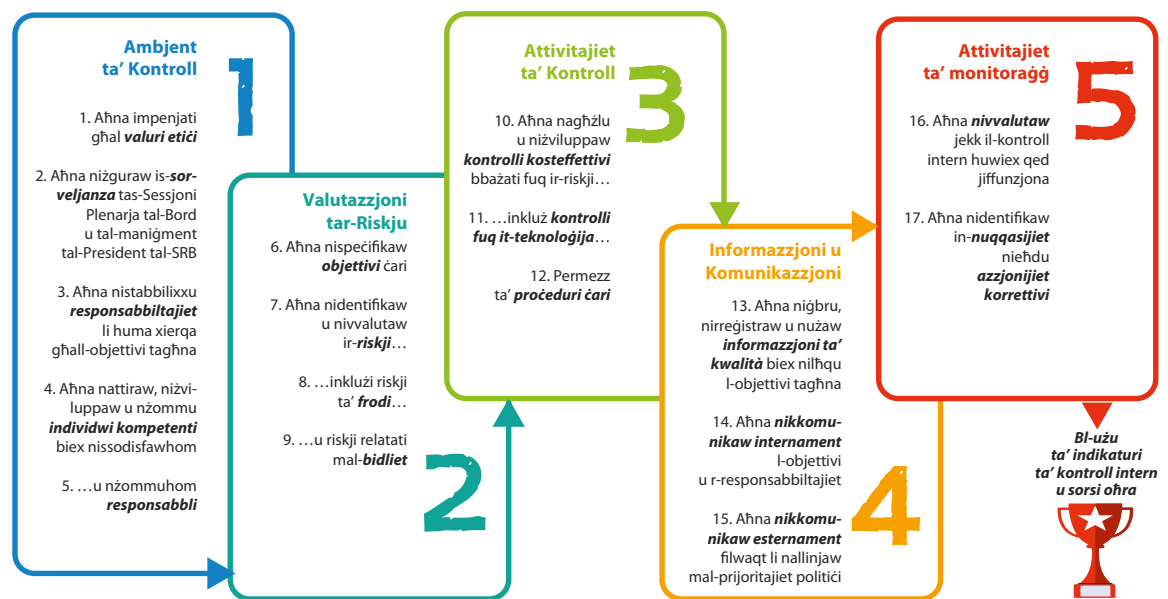 Ambjent
ta’ Kontroll
1
1. Aħna impenjati
għal valuri etiċi
2. Aħna niżguraw is-sor-
veljanza tas-Sessjoni
Plenarja tal-Bord
u tal-maniġment
tal-President tal-SRB
3. Aħna nistabbilixxu
responsabbiltajiet
li huma xierqa
għall-objettivi tagħna
4. Aħna nattiraw, niżvi-
luppaw u nżommu
individwi kompetenti
biex nissodisfawhom
5. …u nżommuhom
responsabbli
Valutazzjoni
tar-Riskju
6. Aħna nispeċifikaw
objettivi ċari
7. Aħna nidentifikaw
u nivvalutaw
ir-riskji…
8. …inklużi riskji
ta’ frodi…
9. …u riskji relatati
mal-bidliet
2
Attivitajiet
ta’ Kontroll
3
10. Aħna nagħżlu
u niżviluppaw
kontrolli kosteffettivi
bbażati fuq ir-riskji…
11. …inkluż kontrolli
fuq it-teknoloġija…
12. Permezz
ta’ proċeduri ċari
Informazzjoni u
Komunikazzjoni
13. Aħna niġbru,
nirreġistraw u nużaw
informazzjoni ta’
kwalità biex nilħqu
l-objettivi tagħna
14. Aħna nikkomu-
nikaw internament
l-objettivi
u r-responsabbiltajiet
15. Aħna nikkomu-
nikaw esternament
filwaqt li nallinjaw
mal-prijoritajiet politiċi
4
Attivitajiet
ta’ monitoraġġ
5
16. Aħna nivvalutaw
jekk il-kontroll
intern huwiex qed
jiffunzjona
17. Aħna nidentifikaw
in-nuqqasijiet
nieħdu
azzjonijiet
korrettivi
Bl-użu
ta’ indikaturi
ta’ kontroll intern
u sorsi oħra